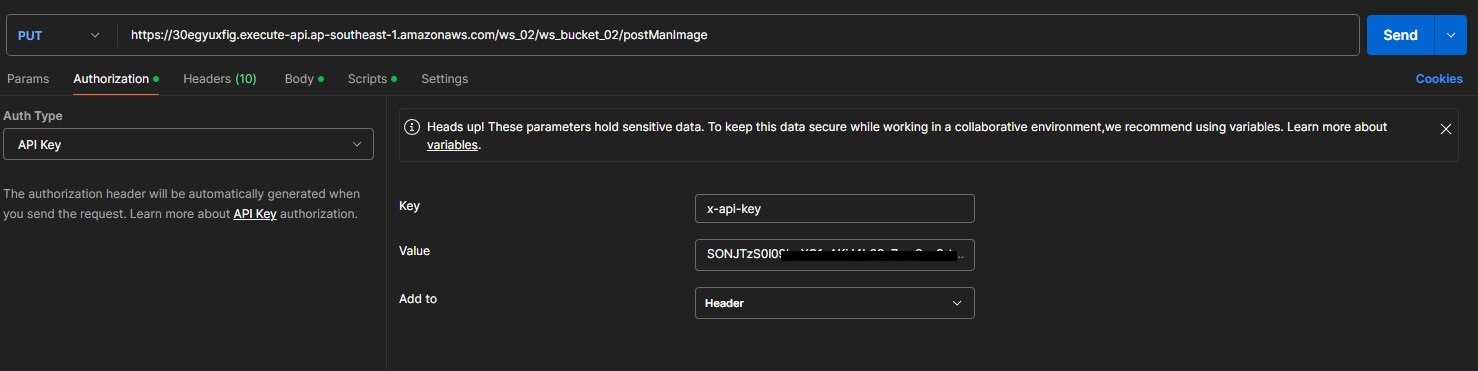 PUT
https://30egyuxfig.execute-api.ap-southeast-1.amazonaws.com/ws_02/ws_bucket_02/postManImage
Send
Params
Authorization
Headers (10)
Body
Scripts
Settings
Cookies
Auth Type
API Key
The authorization header will be automatically generated when
you send the request. Learn more about API Key authorization.
Heads up! These parameters hold sensitive data. To keep this data secure while working in a collaborative environment,we recommend using variables. Learn more about
variables.
Key
x-api-key
Value
Add to
Header